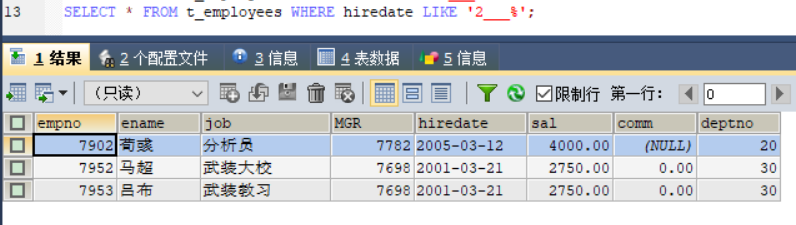 13 SELECT * FROM t_employees WHERE hiredate LIKE '2___%';
1 结果 2 个配置文件 3 信息 4 表数据 5 信息
(只读) 限制行 第一行: 0
empno ename job MGR hiredate sal comm deptno
7902 荀彧 分析员 7782 2005-03-12 4000.00 (NULL) 20
7952 马超 武装大校 7698 2001-03-21 2750.00 0.00 30
7953 吕布 武装教习 7698 2001-03-21 2750.00 0.00 30